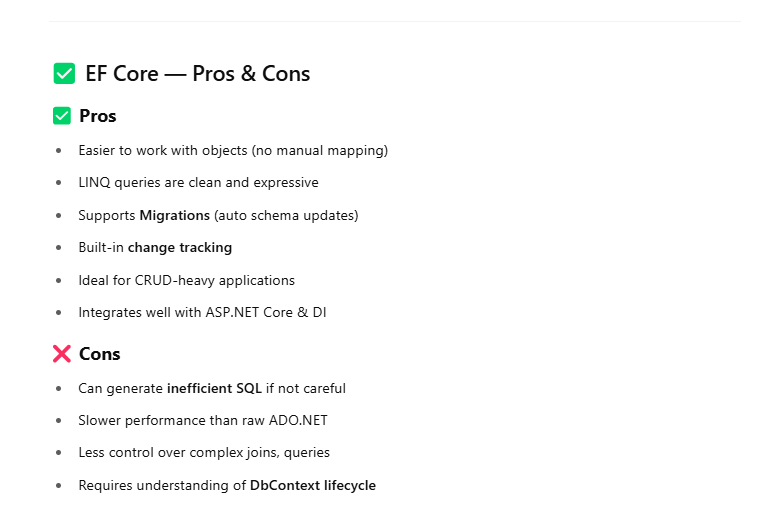 ✅ EF Core — Pros & Cons
✅ Pros
• Easier to work with objects (no manual mapping)
• LINQ queries are clean and expressive
• Supports Migrations (auto schema updates)
• Built-in change tracking
• Ideal for CRUD-heavy applications
• Integrates well with ASP.NET Core & DI
❌ Cons
• Can generate inefficient SQL if not careful
• Slower performance than raw ADO.NET
• Less control over complex joins, queries
• Requires understanding of DbContext lifecycle